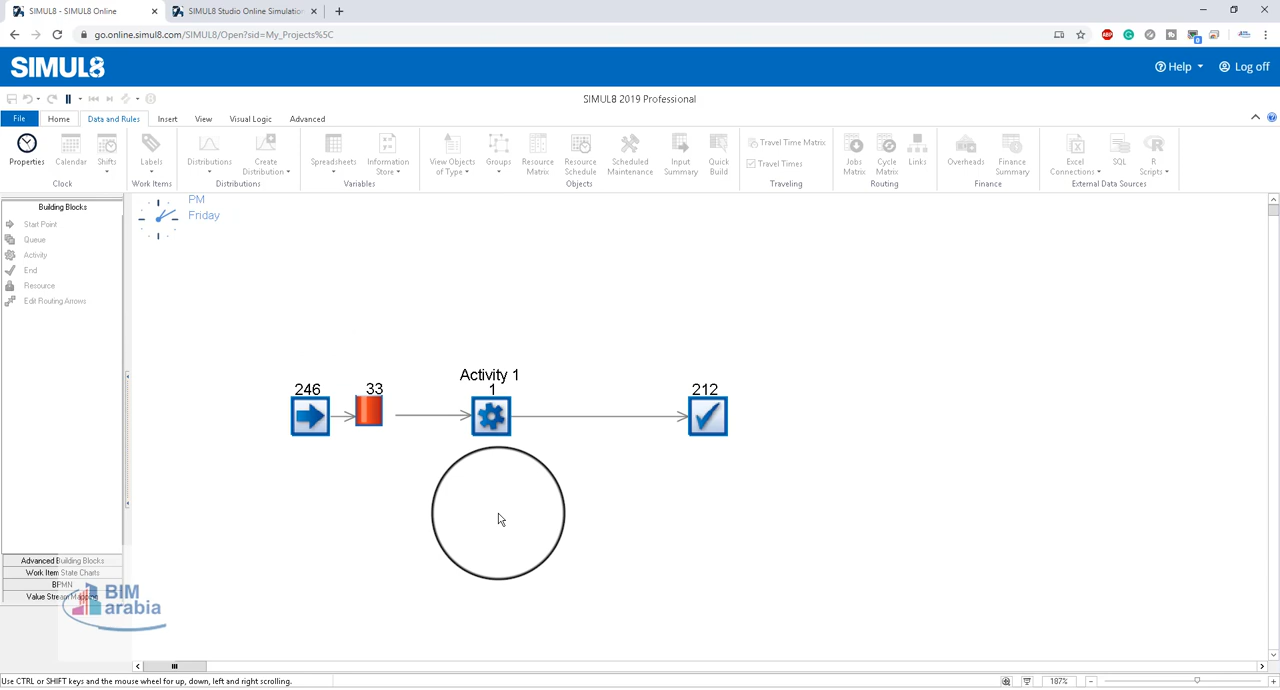 SIMUL8 - SIMUL8 Online
SIMUL8 Studio Online Simulation
go.online.simul8.com/SIMUL8/Open?sid=My_Projects%5C
SIMUL8
Help
Log off
SIMUL8 2019 Professional
File
Home
Data and Rules
Insert
View
Visual Logic
Advanced
Properties
Calendar
Shifts
Labels
Distributions
Create
Distribution
Spreadsheets
Information
Store
View Objects
of Type
Groups
Resource
Matrix
Resource
Schedule
Scheduled
Maintenance
Input
Summary
Quick
Build
Travel Time Matrix
Travel Times
Jobs
Matrix
Cycle
Matrix
Links
Overheads
Finance
Summary
Excel
Connections
SQL
R
Scripts
Clock
Work Items
Distributions
Variables
Objects
Traveling
Routing
Finance
External Data Sources
Building Blocks
Start Point
Queue
Activity
End
Resource
Edit Routing Arrows
PM
Friday
Activity 1
246
33
1
212
Advanced Building Blocks
Work Item State Charts
BPMN
Value Stream Mapping
BIM
arabia
Use CTRL or SHIFT keys and the mouse wheel for up, down, left and right scrolling.
187%